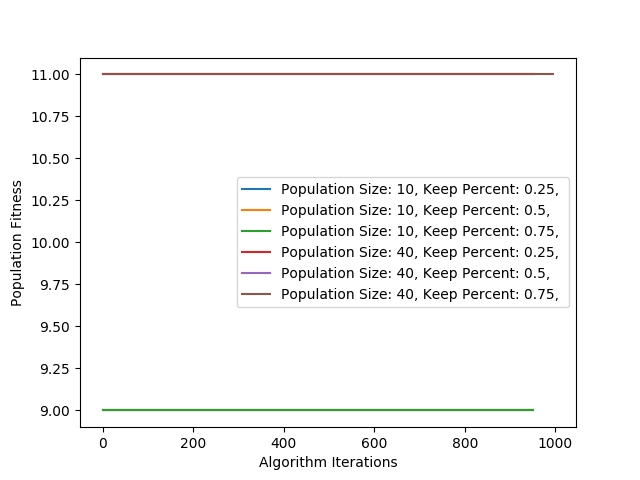 11.00
10.75
10.50
10.25
10.00
9.75
9.50
9.25
9.00
Population Fitness
Population Size: 10, Keep Percent: 0.25,
Population Size: 10, Keep Percent: 0.5,
Population Size: 10, Keep Percent: 0.75,
Population Size: 40, Keep Percent: 0.25,
Population Size: 40, Keep Percent: 0.5,
Population Size: 40, Keep Percent: 0.75,
0 200 400 600 800 1000
Algorithm Iterations